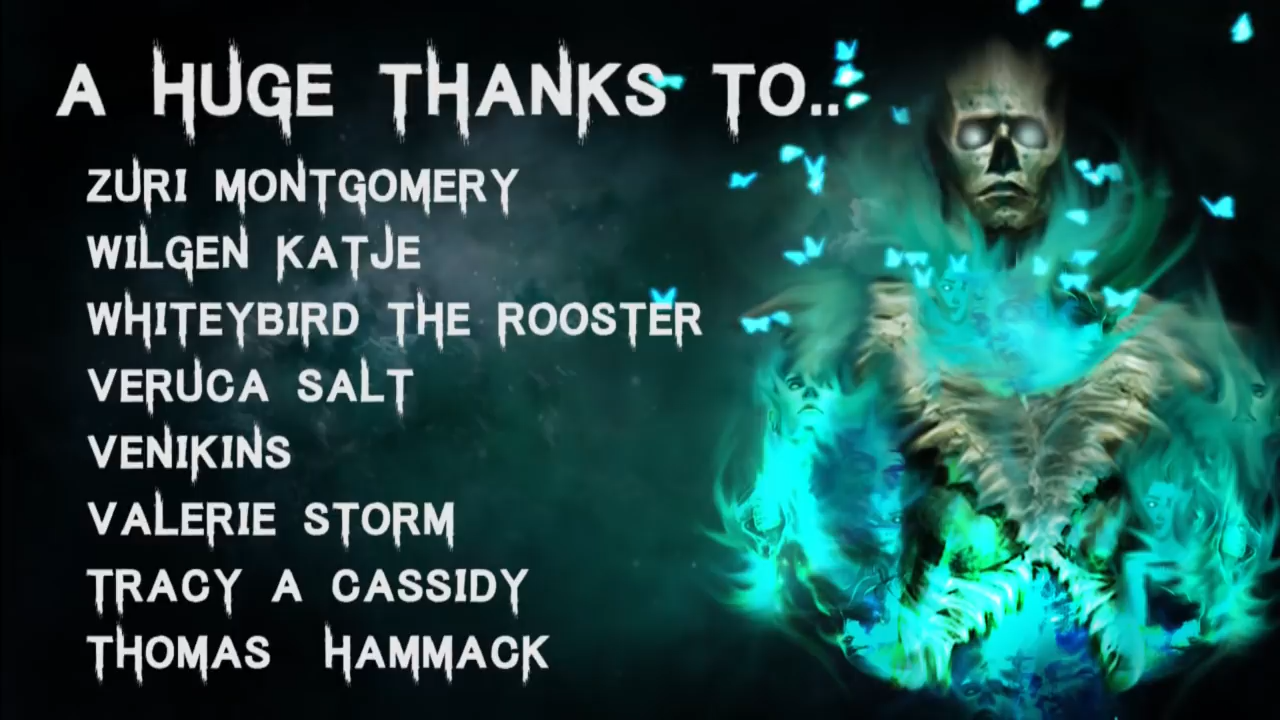 A HUGE THANKS TO..
ZURI MONTGOMERY
WILGEN KATJE
WHITEYBIRD THE ROOSTER
VERUCA SALT
VENIKINS
VALERIE STORM
TRACY A CASSIDY
THOMAS HAMMACK